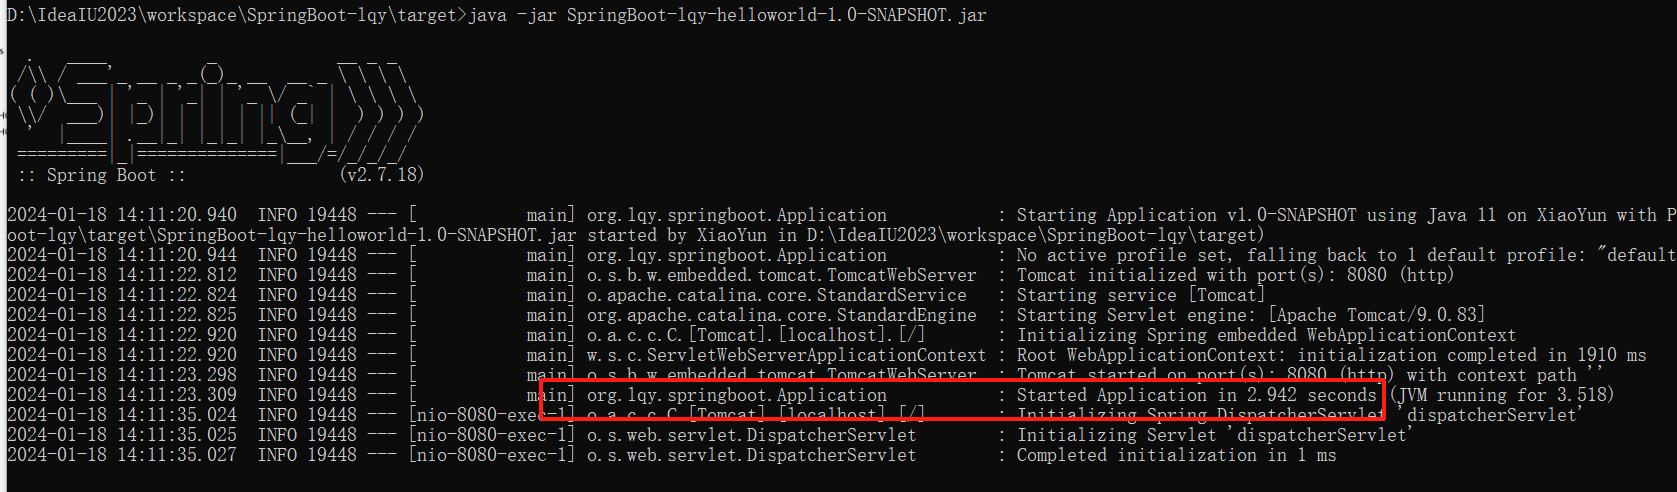 D:\IdeaIU2023\workspace\SpringBoot-lqy\target>java -jar SpringBoot-lqy-helloworld-1.0-SNAPSHOT.jar
Spring
:: Spring Boot ::                (v2.7.18)
2024-01-18 14:11:20.940  INFO 19448 --- [           main] org.lqy.springboot.Application           : Starting Application v1.0-SNAPSHOT using Java 11 on XiaoYun with P
oot-lqy\target\SpringBoot-lqy-helloworld-1.0-SNAPSHOT.jar started by XiaoYun in D:\IdeaIU2023\workspace\SpringBoot-lqy\target)
2024-01-18 14:11:20.944  INFO 19448 --- [           main] org.lqy.springboot.Application           : No active profile set, falling back to 1 default profile: "default
2024-01-18 14:11:22.812  INFO 19448 --- [           main] o.s.b.w.embedded.tomcat.TomcatWebServer  : Tomcat initialized with port(s): 8080 (http)
2024-01-18 14:11:22.824  INFO 19448 --- [           main] o.apache.catalina.core.StandardService   : Starting service [Tomcat]
2024-01-18 14:11:22.825  INFO 19448 --- [           main] org.apache.catalina.core.StandardEngine  : Starting Servlet engine: [Apache Tomcat/9.0.83]
2024-01-18 14:11:22.920  INFO 19448 --- [           main] o.a.c.c.C.[Tomcat].[localhost].[/]       : Initializing Spring embedded WebApplicationContext
2024-01-18 14:11:22.920  INFO 19448 --- [           main] w.s.c.ServletWebServerApplicationContext : Root WebApplicationContext: initialization completed in 1910 ms
2024-01-18 14:11:23.298  INFO 19448 --- [           main] o.s.b.w.embedded.tomcat.TomcatWebServer  : Tomcat started on port(s): 8080 (http) with context path ''
2024-01-18 14:11:23.309  INFO 19448 --- [           main] org.lqy.springboot.Application           : Started Application in 2.942 seconds (JVM running for 3.518)
2024-01-18 14:11:35.024  INFO 19448 --- [nio-8080-exec-1] o.a.c.c.C.[Tomcat].[localhost].[/]       : Initializing Spring DispatcherServlet 'dispatcherServlet'
2024-01-18 14:11:35.025  INFO 19448 --- [nio-8080-exec-1] o.s.web.servlet.DispatcherServlet        : Initializing Servlet 'dispatcherServlet'
2024-01-18 14:11:35.027  INFO 19448 --- [nio-8080-exec-1] o.s.web.servlet.DispatcherServlet        : Completed initialization in 1 ms